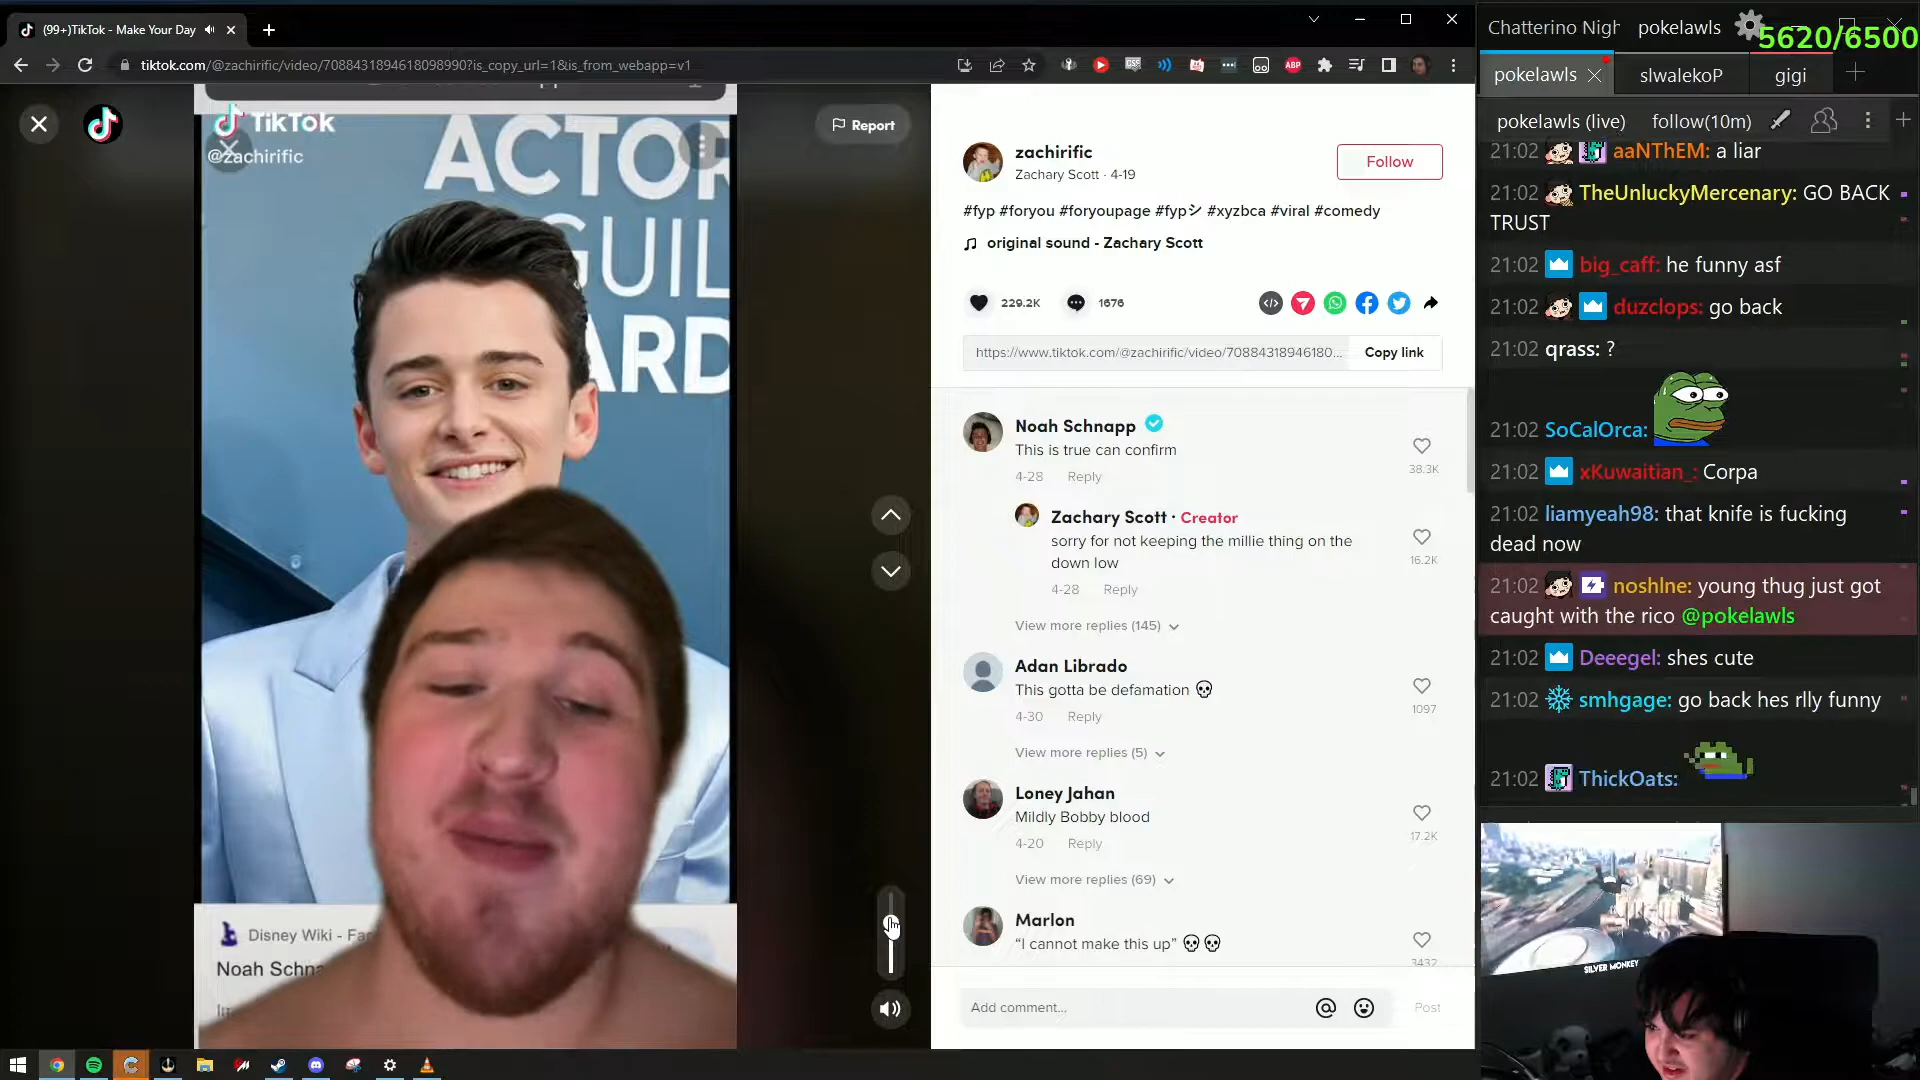 (99+)TikTok - Make Your Day
tiktok.com/@zachirific/video/7088431894618098990?is_copy_url=1&is_from_webapp=v1
TikTok
@zachirific
ACTOR
GUIL
ARD
Disney Wiki - Fa
Noah Schna
Report
zachirific
Zachary Scott · 4-19
Follow
#fyp #foryou #foryoupage #fypシ #xyzbca #viral #comedy
original sound - Zachary Scott
229.2K
1676
https://www.tiktok.com/@zachirific/video/70884318946180...
Copy link
Noah Schnapp
This is true can confirm
4-28 Reply
38.3K
Zachary Scott · Creator
sorry for not keeping the millie thing on the
down low
4-28 Reply
16.2K
View more replies (145)
Adan Librado
This gotta be defamation 💀
4-30 Reply
1097
View more replies (5)
Loney Jahan
Mildly Bobby blood
4-20 Reply
17.2K
View more replies (69)
Marlon
“I cannot make this up” 💀💀
3432
Add comment...
Post
Chatterino Nigh
pokelawls
5620/6500
pokelawls
slwalekoP
gigi
pokelawls (live)
follow(10m)
21:02 aaNThEM: a liar
21:02 TheUnluckyMercenary: GO BACK
TRUST
21:02 big_caff: he funny asf
21:02 duzclops: go back
21:02 qrass: ?
21:02 SoCalOrca:
21:02 xKuwaitian_: Corpa
21:02 liamyeah98: that knife is fucking
dead now
21:02 noshlne: young thug just got
caught with the rico @pokelawls
21:02 Deeegel: shes cute
21:02 smhgage: go back hes rlly funny
21:02 ThickOats:
SILVER MONKEY